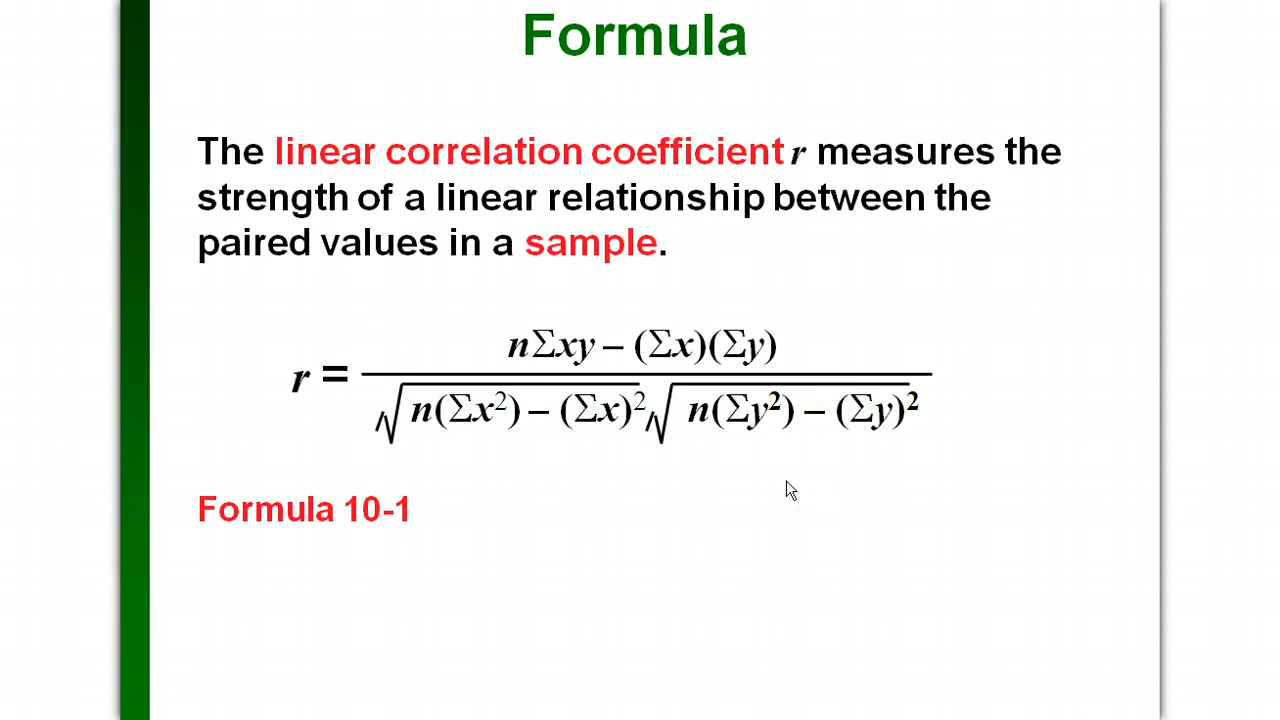 Formula
The linear correlation coefficient r measures the
strength of a linear relationship between the
paired values in a sample.
r = nΣxy – (Σx)(Σy) / √n(Σx²) – (Σx)² √n(Σy²) – (Σy)²
Formula 10-1